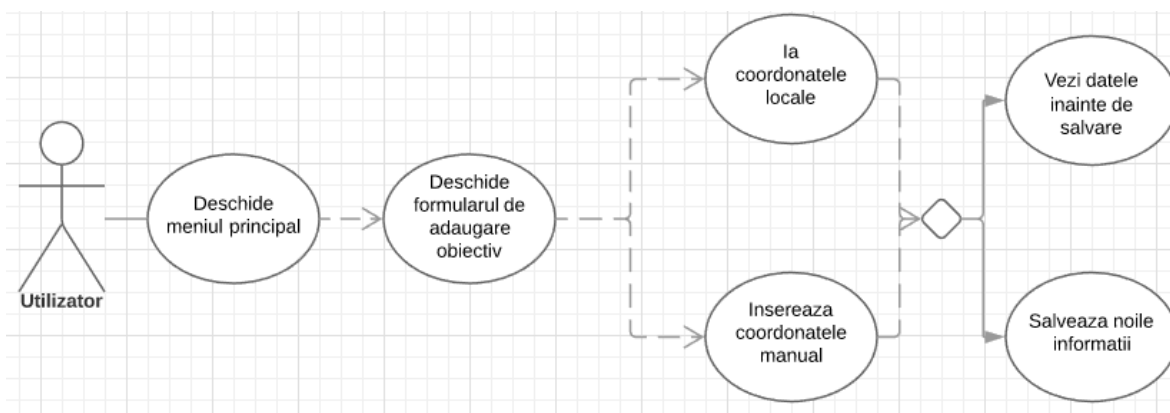 Utilizator
Deschide
meniul principal
Deschide
formularul de
adaugare
obiectiv
Ia
coordonatele
locale
Insereaza
coordonatele
manual
Vezi datele
inainte de
salvare
Salveaza noile
informatii